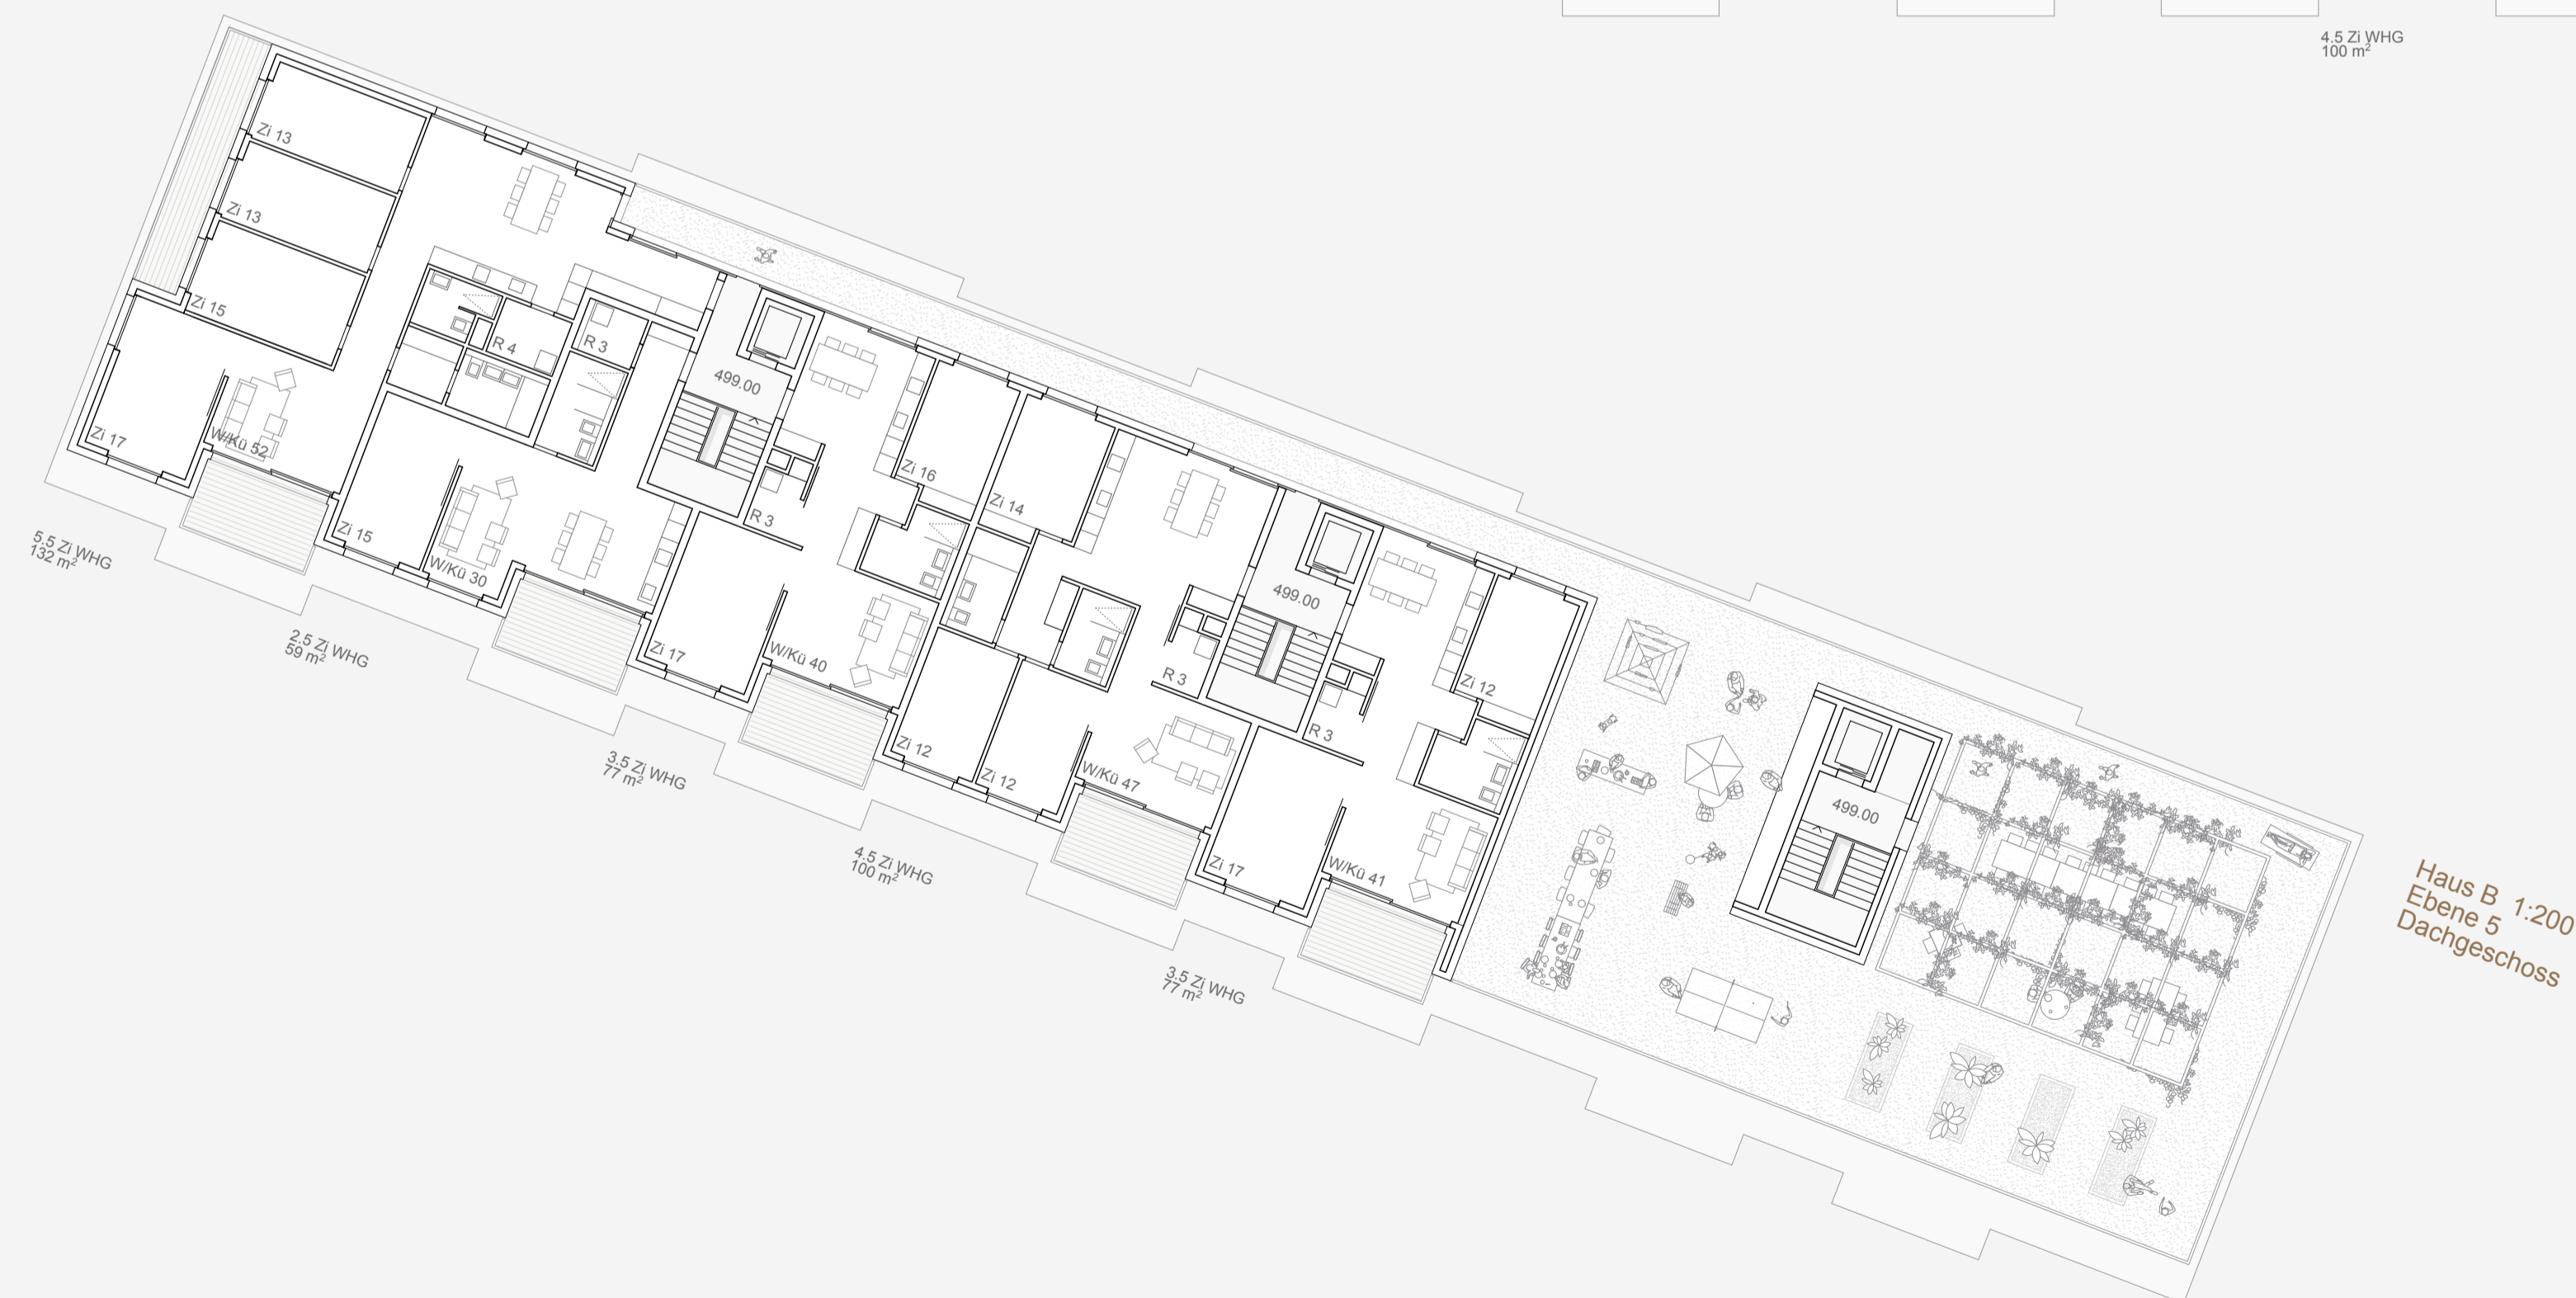 4.5 Zi WHG
100 m²
Zi 13
Zi 13
Zi 15
Zi 17
W/Kü 52
R 4
R 3
499.00
Zi 15
W/Kü 30
R 3
Zi 16
Zi 17
W/Kü 40
Zi 14
Zi 12
Zi 12
W/Kü 47
R 3
499.00
R 3
Zi 12
Zi 17
W/Kü 41
499.00
5.5 Zi WHG
132 m²
2.5 Zi WHG
59 m²
3.5 Zi WHG
77 m²
4.5 Zi WHG
100 m²
3.5 Zi WHG
77 m²
Haus B 1:200
Ebene 5
Dachgeschoss